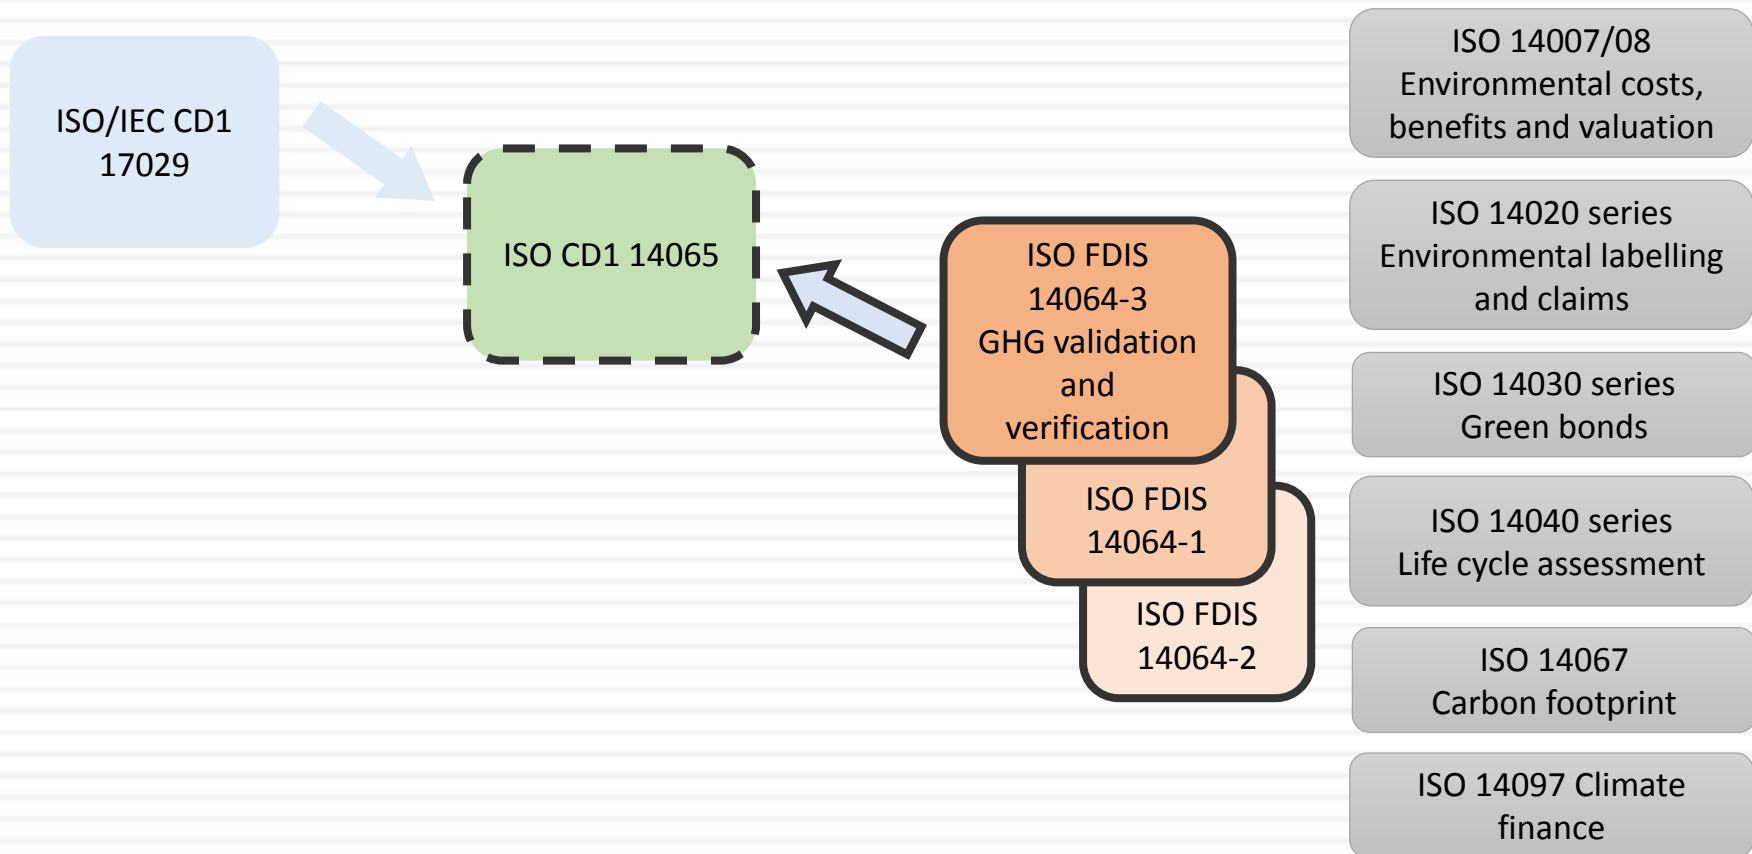 ISO/IEC CD1
17029
ISO CD1 14065
ISO FDIS
14064-3
GHG validation
and
verification
ISO FDIS
14064-1
ISO FDIS
14064-2
ISO 14007/08
Environmental costs,
benefits and valuation
ISO 14020 series
Environmental labelling
and claims
ISO 14030 series
Green bonds
ISO 14040 series
Life cycle assessment
ISO 14067
Carbon footprint
ISO 14097 Climate
finance